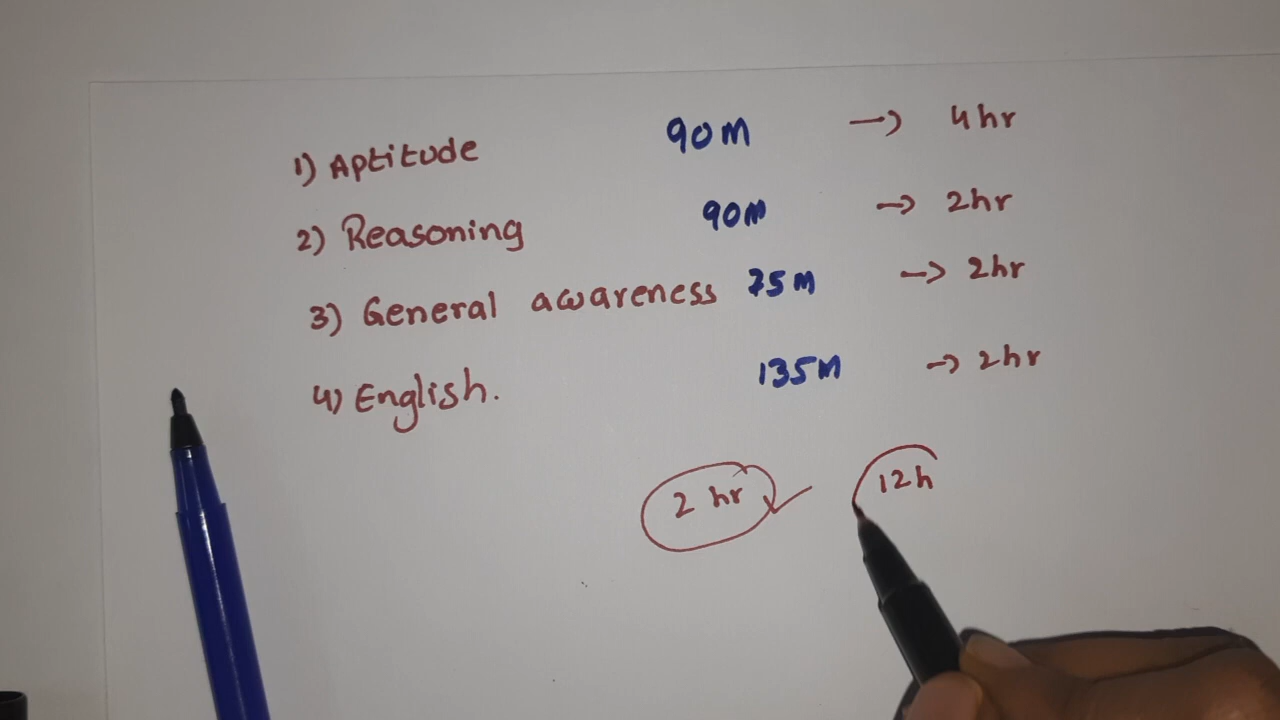 1) Aptitude 90M → 4hr
2) Reasoning 90M → 2hr
3) General awareness 75M → 2hr
4) English. 135M → 2hr
2 hr ✓ 12h